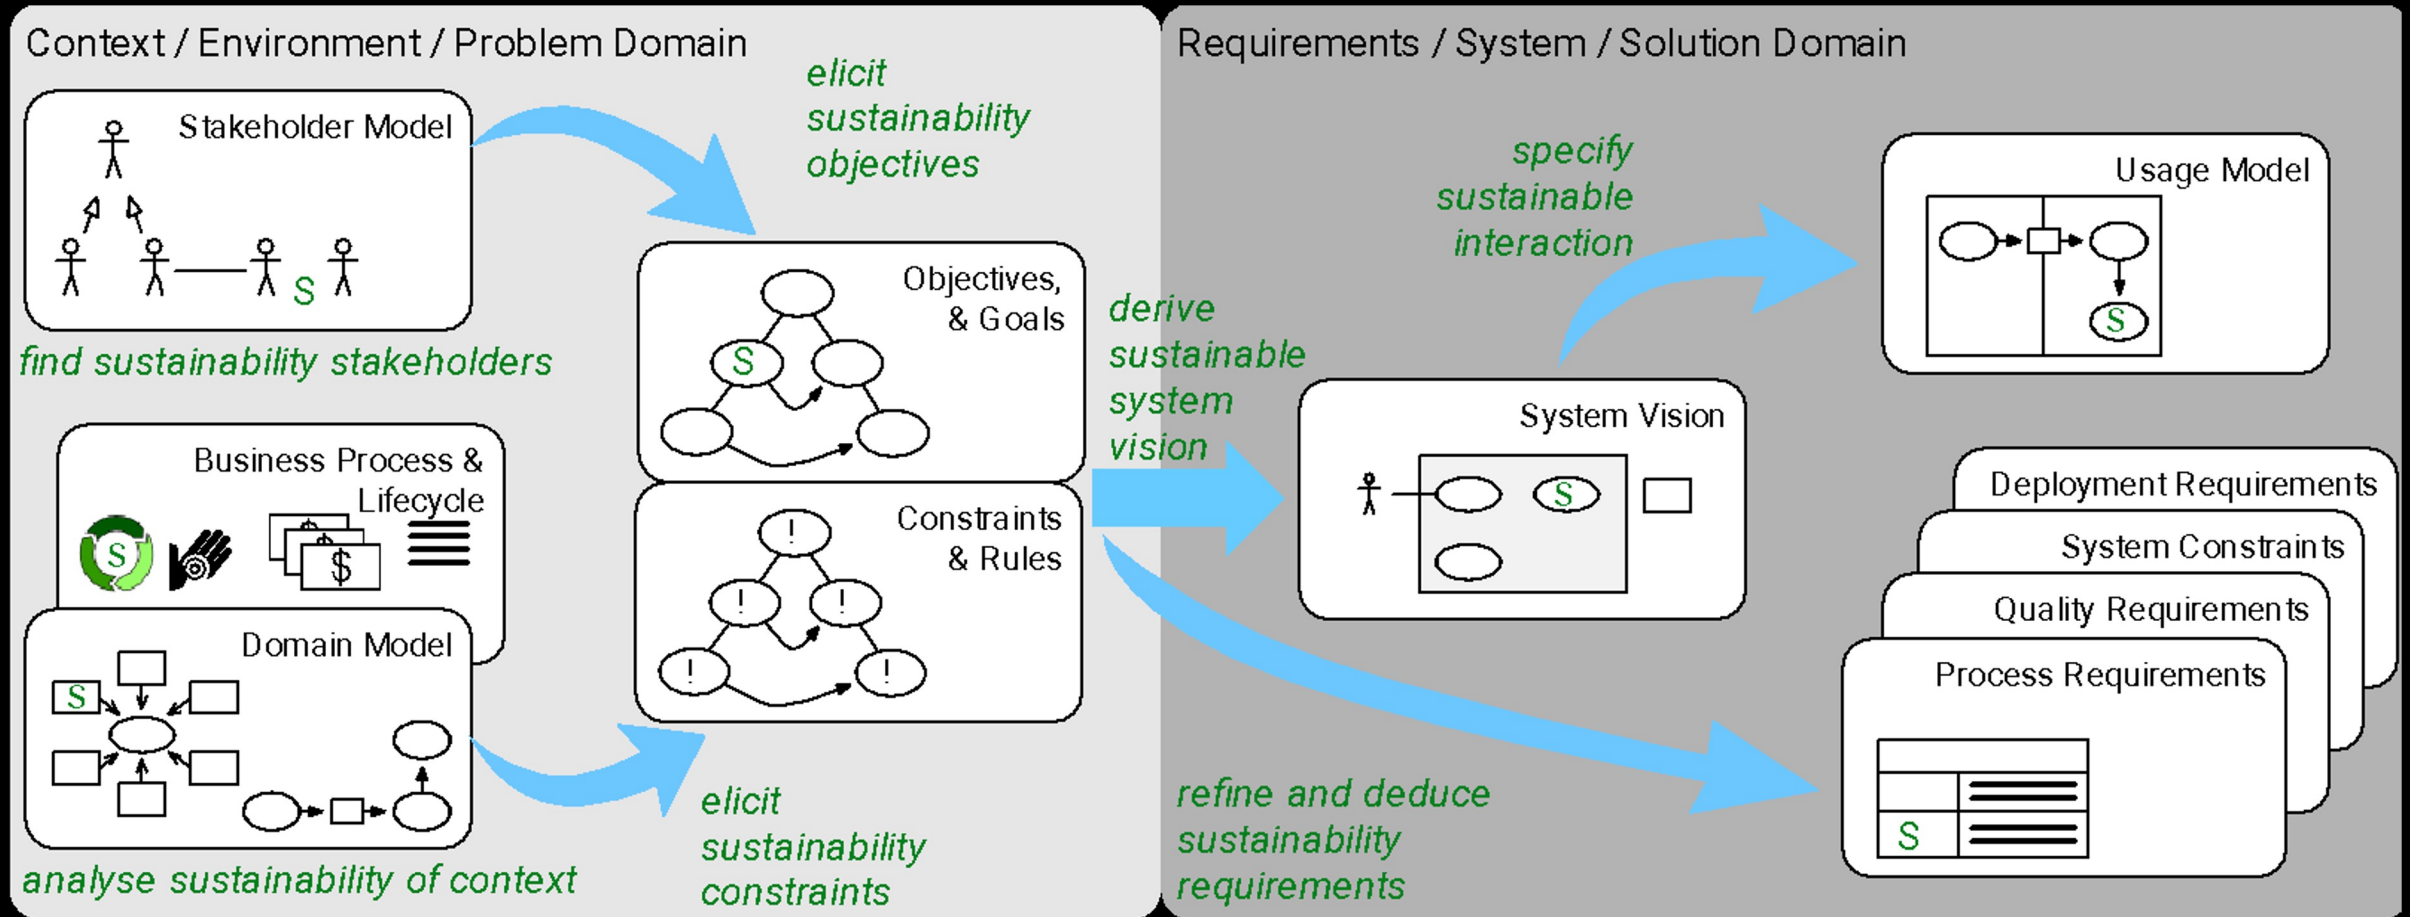 Context / Environment / Problem Domain
Stakeholder Model
S
find sustainability stakeholders
elicit
sustainability
objectives
Business Process &
Lifecycle
S
$
$
$
Domain Model
S
analyse sustainability of context
Objectives,
& Goals
S
Constraints
& Rules
!
! !
! !
elicit
sustainability
constraints
Requirements / System / Solution Domain
derive
sustainable
system
vision
specify
sustainable
interaction
System Vision
S
Usage Model
S
refine and deduce
sustainability
requirements
Deployment Requirements
System Constraints
Quality Requirements
Process Requirements
S